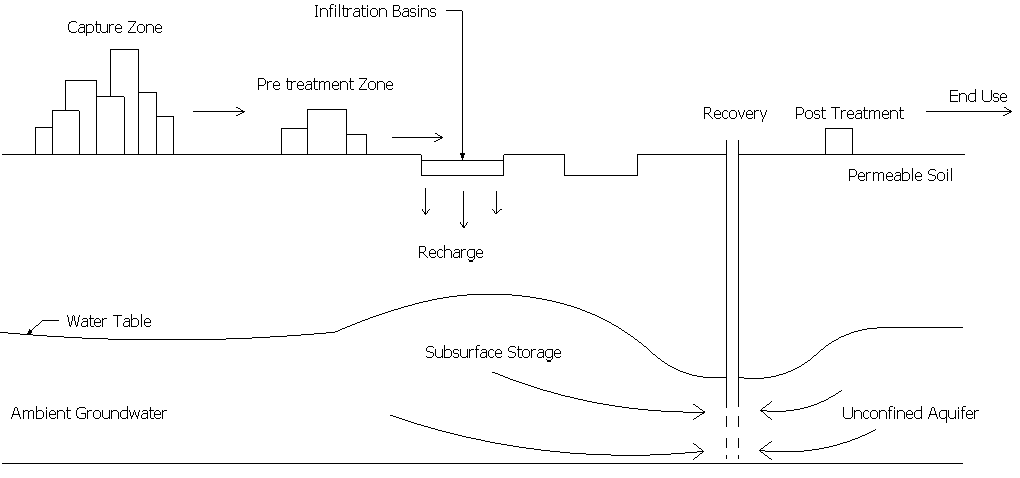 Infiltration Basins
Capture Zone
Pre treatment Zone
End Use
Recovery
Post Treatment
Permeable Soil
Recharge
Water Table
Subsurface Storage
Ambient Groundwater
Unconfined Aquifer